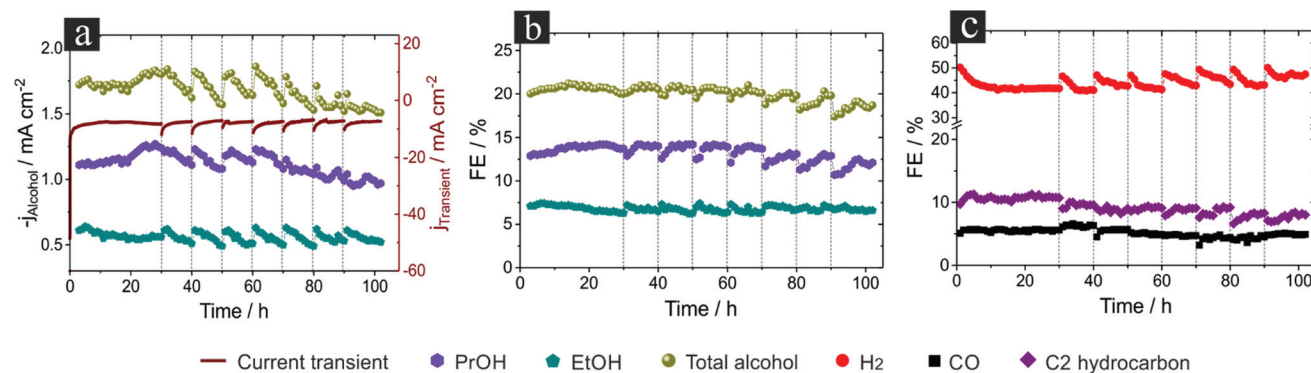 a
-jAlcohol / mA cm-2
2.0
1.5
1.0
0.5
0 20 40 60 80 100
Time / h
20
0
-20
-40
-60
jTransient / mA cm-2
b
FE / %
25
20
15
10
5
0
0 20 40 60 80 100
Time / h
c
FE / %
60
50
40
30
20
10
0
0 20 40 60 80 100
Time / h
Current transient PrOH EtOH Total alcohol H2 CO C2 hydrocarbon